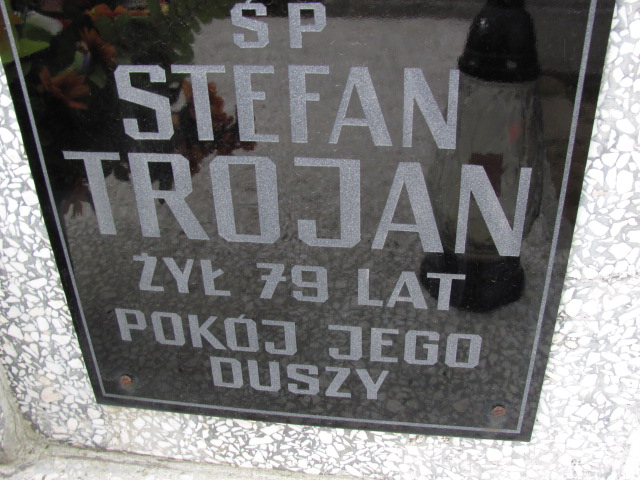 ŚP
STEFAN
TROJAN
ŻYŁ 79 LAT
POKÓJ JEGO
DUSZY